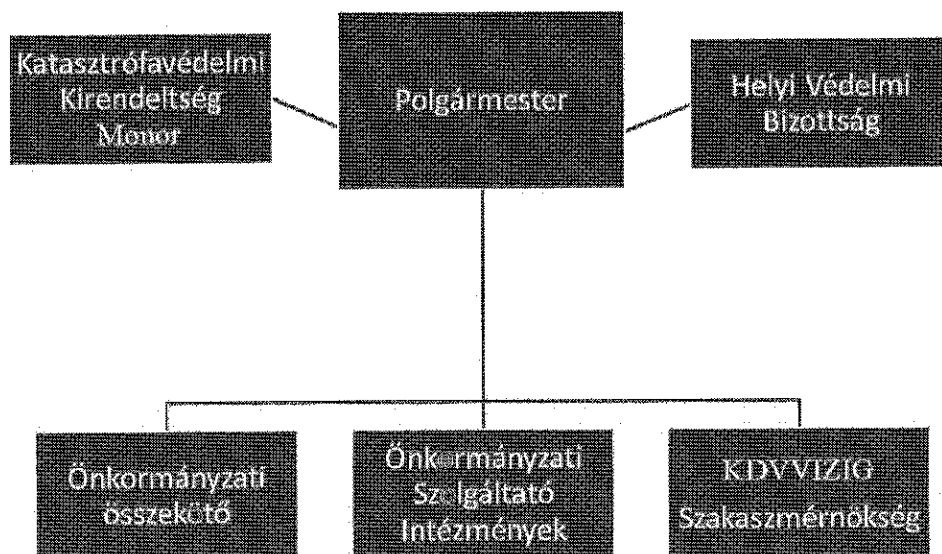 Katasztrófavédelmi
Kirendeltség
Monor
Polgármester
Helyi Védelmi
Bizottság
Önkormányzati
összekötő
Önkormányzati
Szolgáltató
Intézmények
KDVVIZIG
Szakaszmérnökség